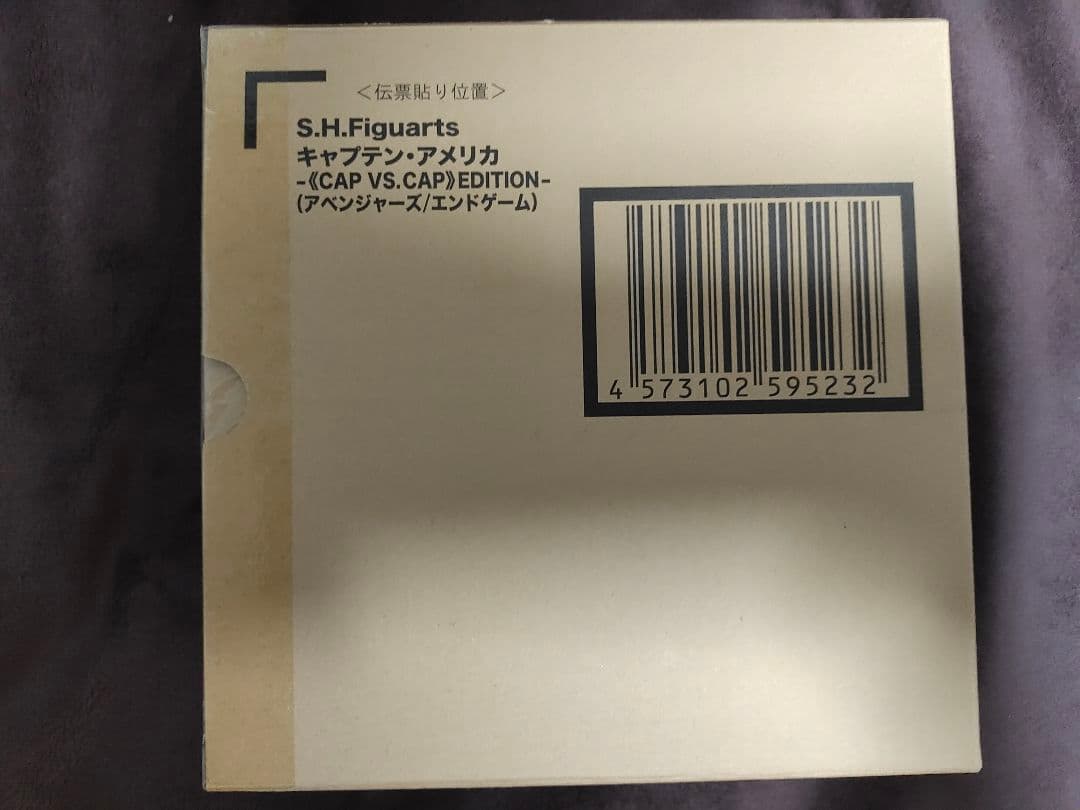 ＜伝票貼り位置＞
S.H.Figuarts
キャプテン・アメリカ
-《CAP VS.CAP》EDITION-
(アベンジャーズ/エンドゲーム)
4 573102 595232